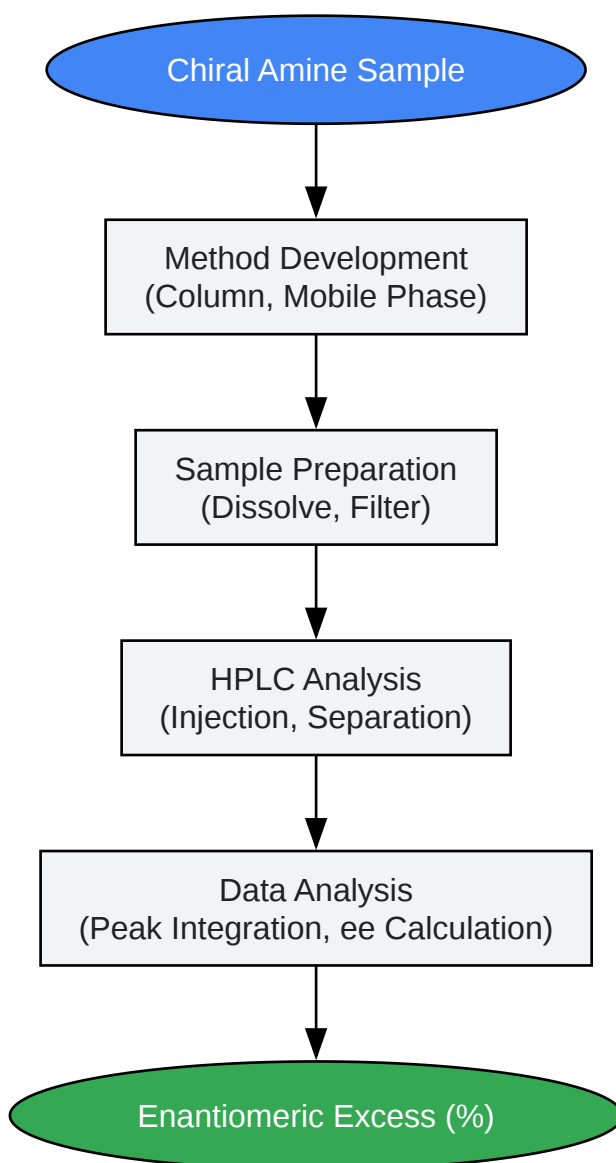 Chiral Amine Sample
Method Development
(Column, Mobile Phase)
Sample Preparation
(Dissolve, Filter)
HPLC Analysis
(Injection, Separation)
Data Analysis
(Peak Integration, ee Calculation)
Enantiomeric Excess (%)